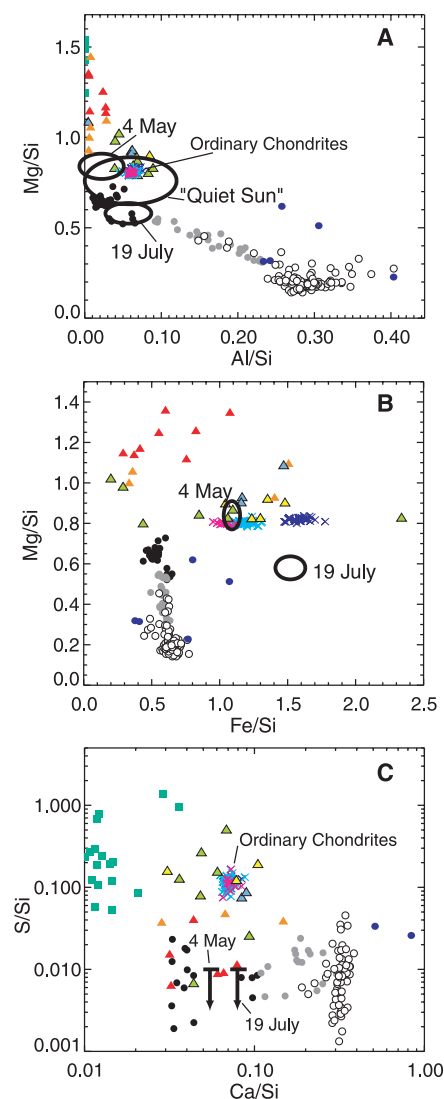 A
1.5
1.0
0.5
0.0
Mg/Si
4 May
Ordinary Chondrites
"Quiet Sun"
19 July
0.00 0.10 0.20 0.30 0.40
Al/Si
B
1.4
1.2
1.0
0.8
0.6
0.4
0.2
0.0
Mg/Si
4 May
19 July
0.0 0.5 1.0 1.5 2.0 2.5
Fe/Si
C
1.000
0.100
0.010
0.001
S/Si
Ordinary Chondrites
4 May
19 July
0.01 0.10 1.00
Ca/Si